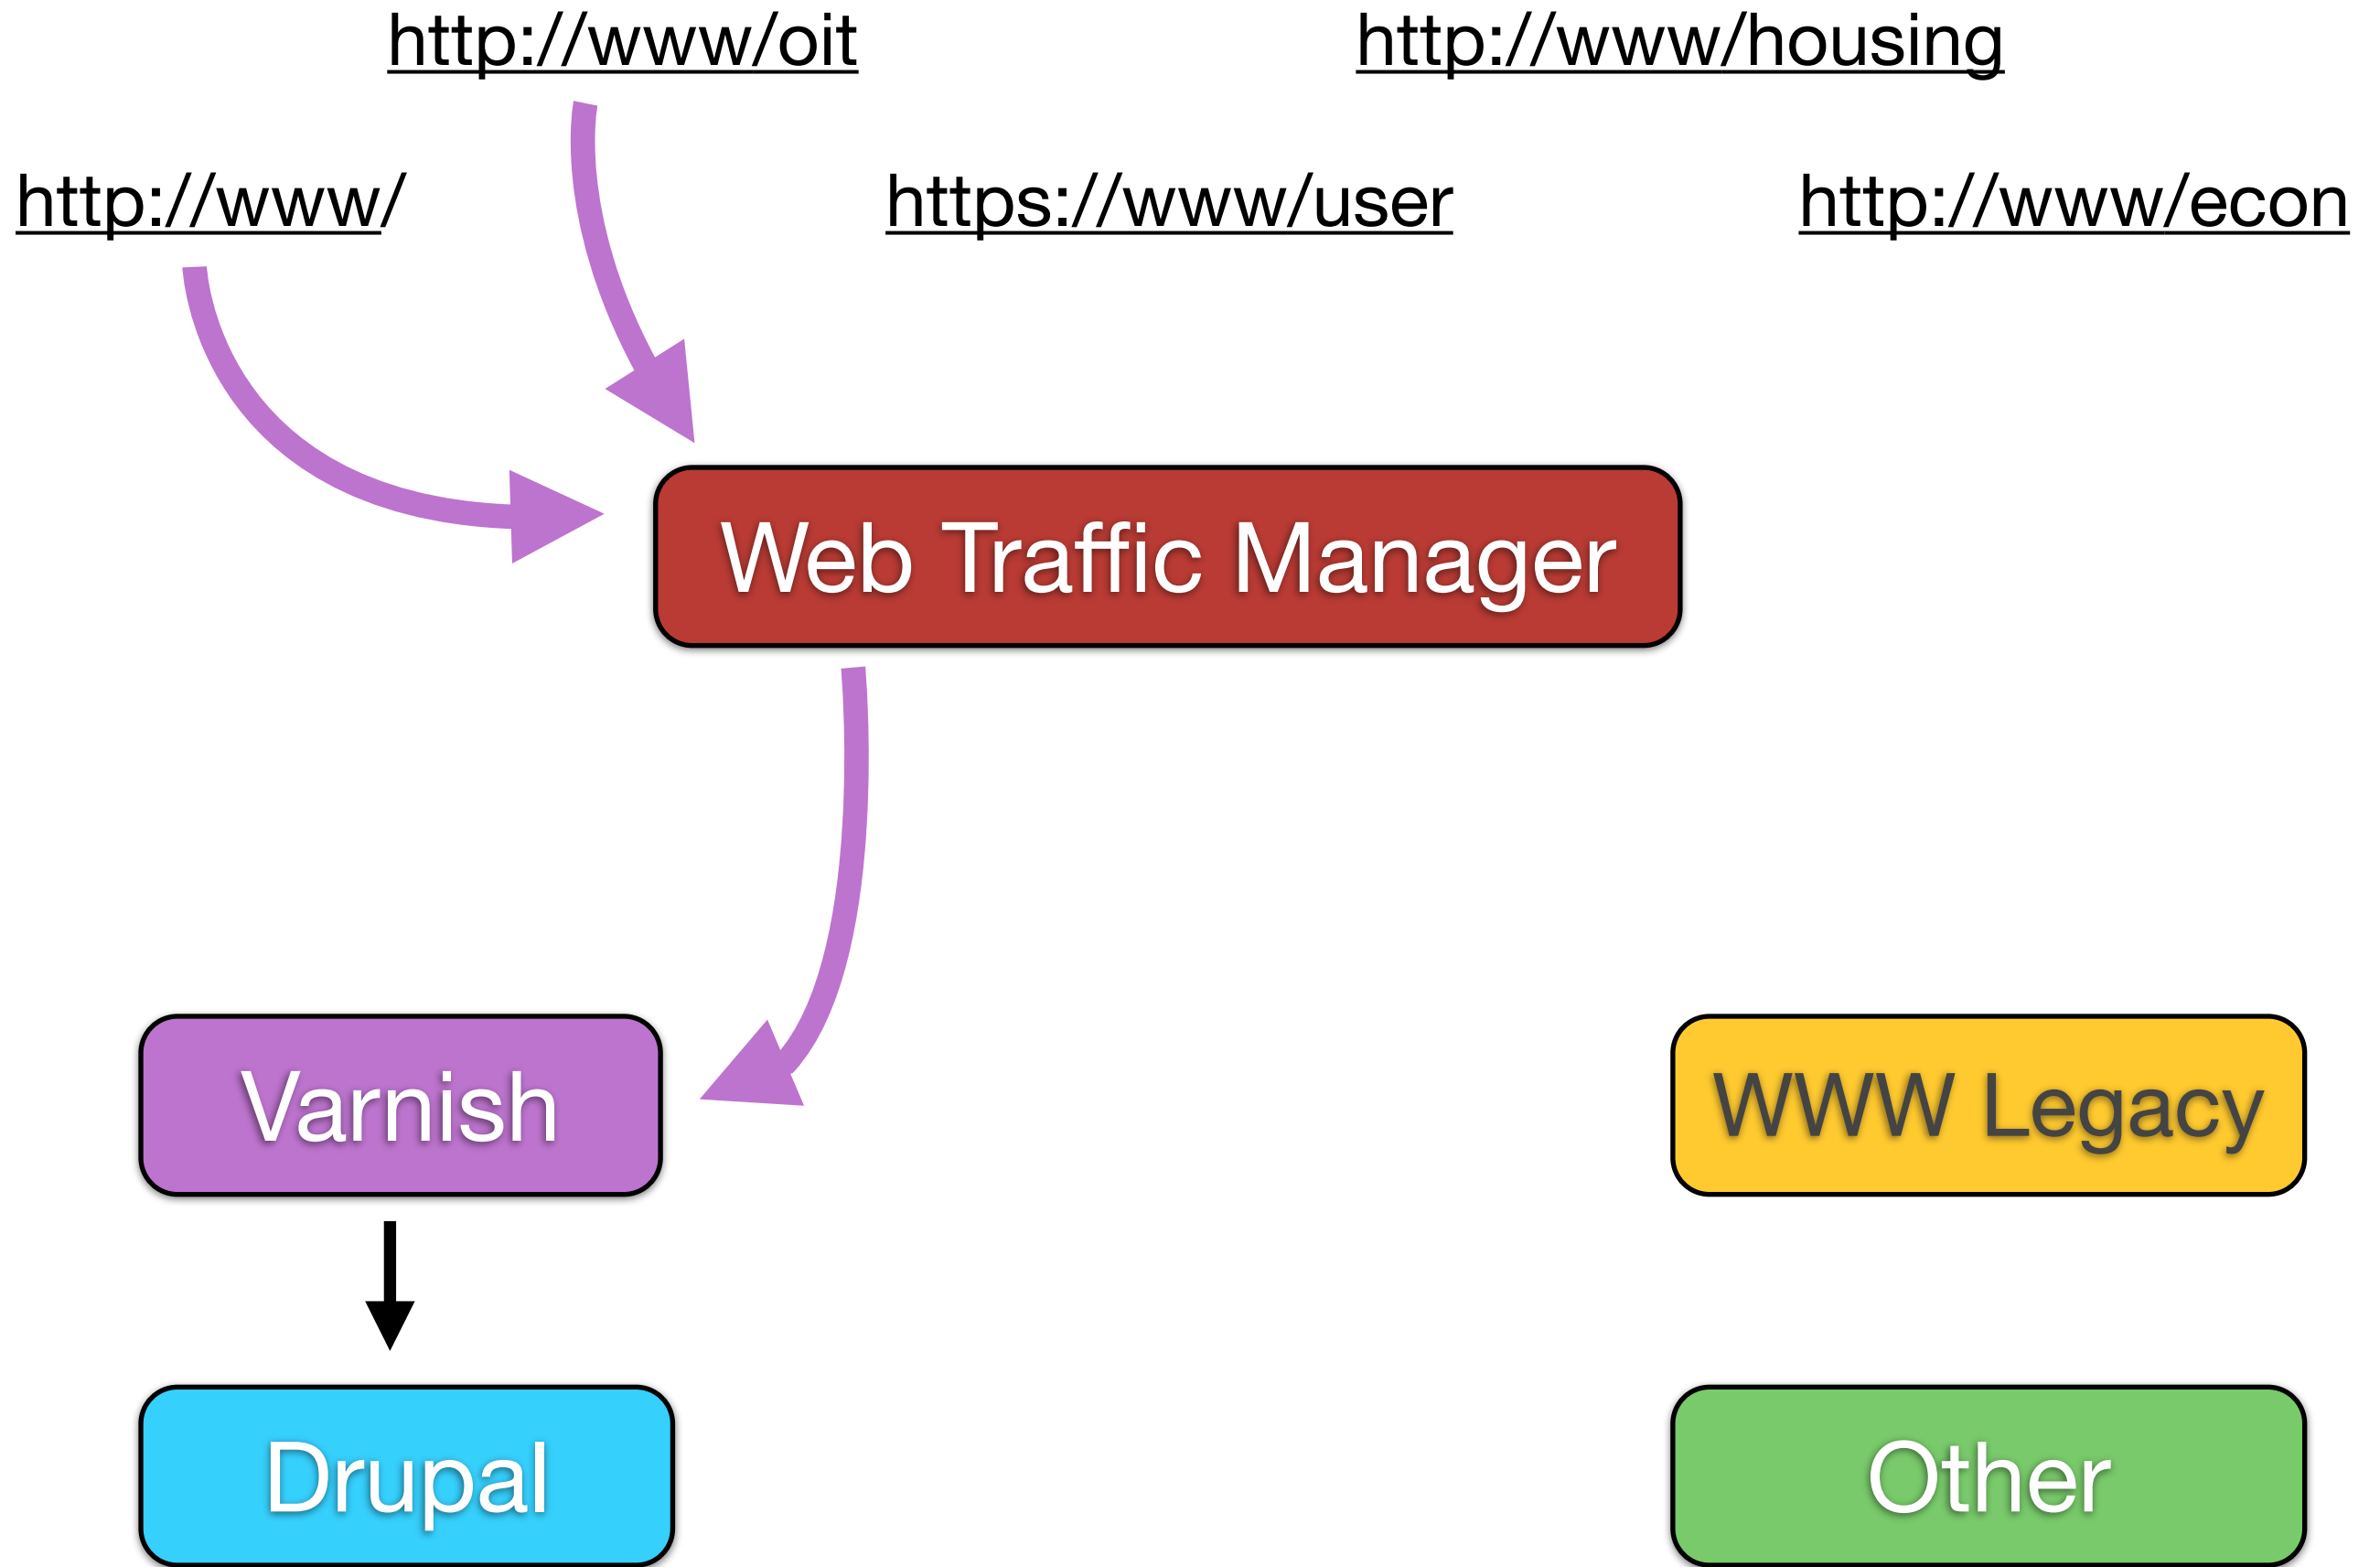 http://www/oit
http://www/housing
http://www/
https://www/user
http://www/econ
Web Traffic Manager
Varnish
WWW Legacy
Drupal
Other